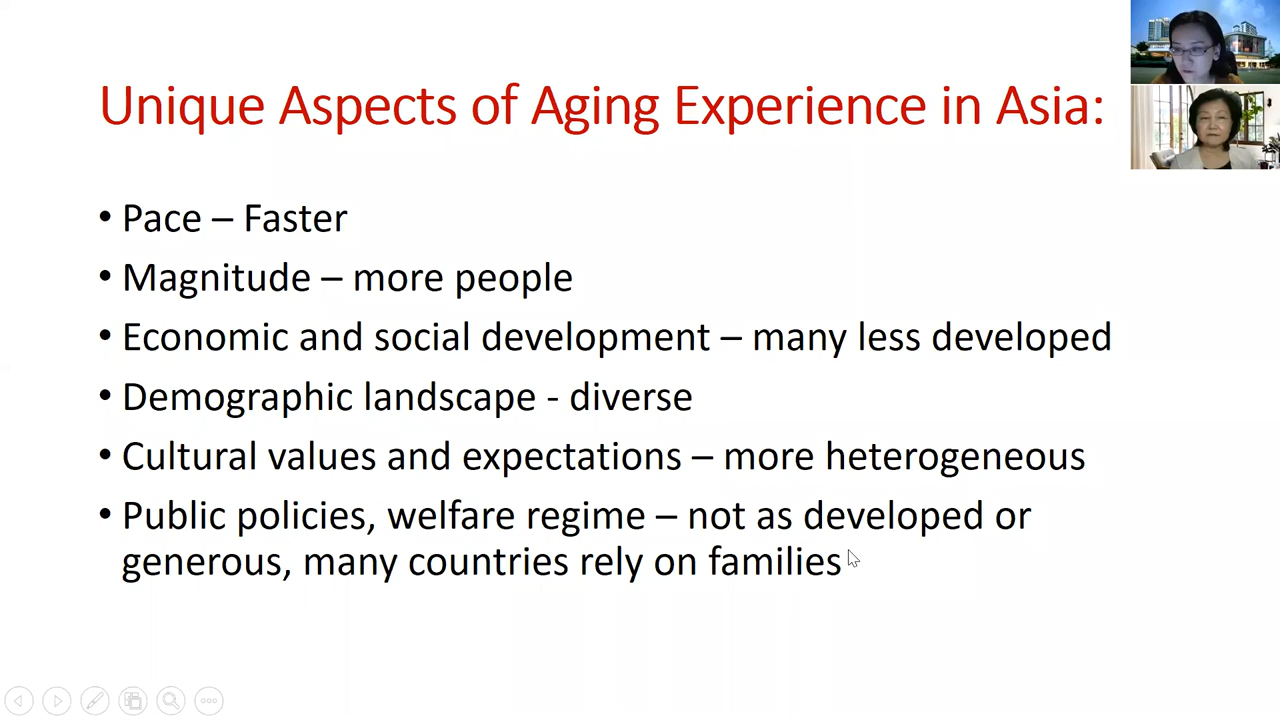 Unique Aspects of Aging Experience in Asia:
• Pace – Faster
• Magnitude – more people
• Economic and social development – many less developed
• Demographic landscape - diverse
• Cultural values and expectations – more heterogeneous
• Public policies, welfare regime – not as developed or
generous, many countries rely on families